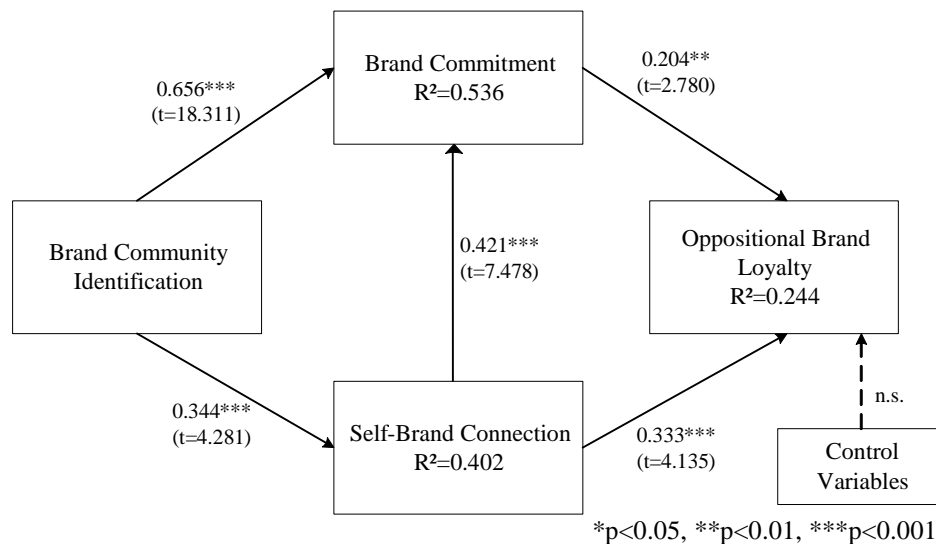 Brand Commitment
R²=0.536
0.656***
(t=18.311)
0.204**
(t=2.780)
Brand Community
Identification
0.421***
(t=7.478)
Oppositional Brand
Loyalty
R²=0.244
0.344***
(t=4.281)
Self-Brand Connection
R²=0.402
0.333***
(t=4.135)
n.s.
Control
Variables
*p<0.05, **p<0.01, ***p<0.001